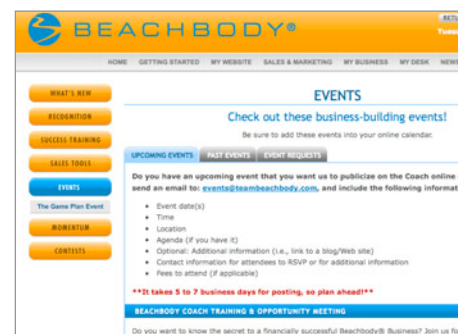 BEACHBODY®
HOME GETTING STARTED MY WEBSITE SALES & MARKETING MY BUSINESS MY DESK
WHAT'S NEW
RECOGNITION
SUCCESS TRAINING
SALES TOOLS
EVENTS
The Game Plan Event
MOMENTUM
CONTESTS
EVENTS
Check out these business-building events!
Be sure to add these events into your online calendar.
UPCOMING EVENTS PAST EVENTS EVENT REQUESTS
Do you have an upcoming event that you want us to publicize on the Coach online
send an email to: events@teambeachbody.com, and include the following
• Event date(s)
• Time
• Location
• Agenda (if you have it)
• Optional: Additional information (i.e., link to a blog/Web site)
• Contact information for attendees to RSVP or for additional information
• Fees to attend (if applicable)
**It takes 5 to 7 business days for posting, so plan ahead!**
BEACHBODY COACH TRAINING & OPPORTUNITY MEETING
Do you want to know the secret to a financially successful Beachbody® Business? Join us